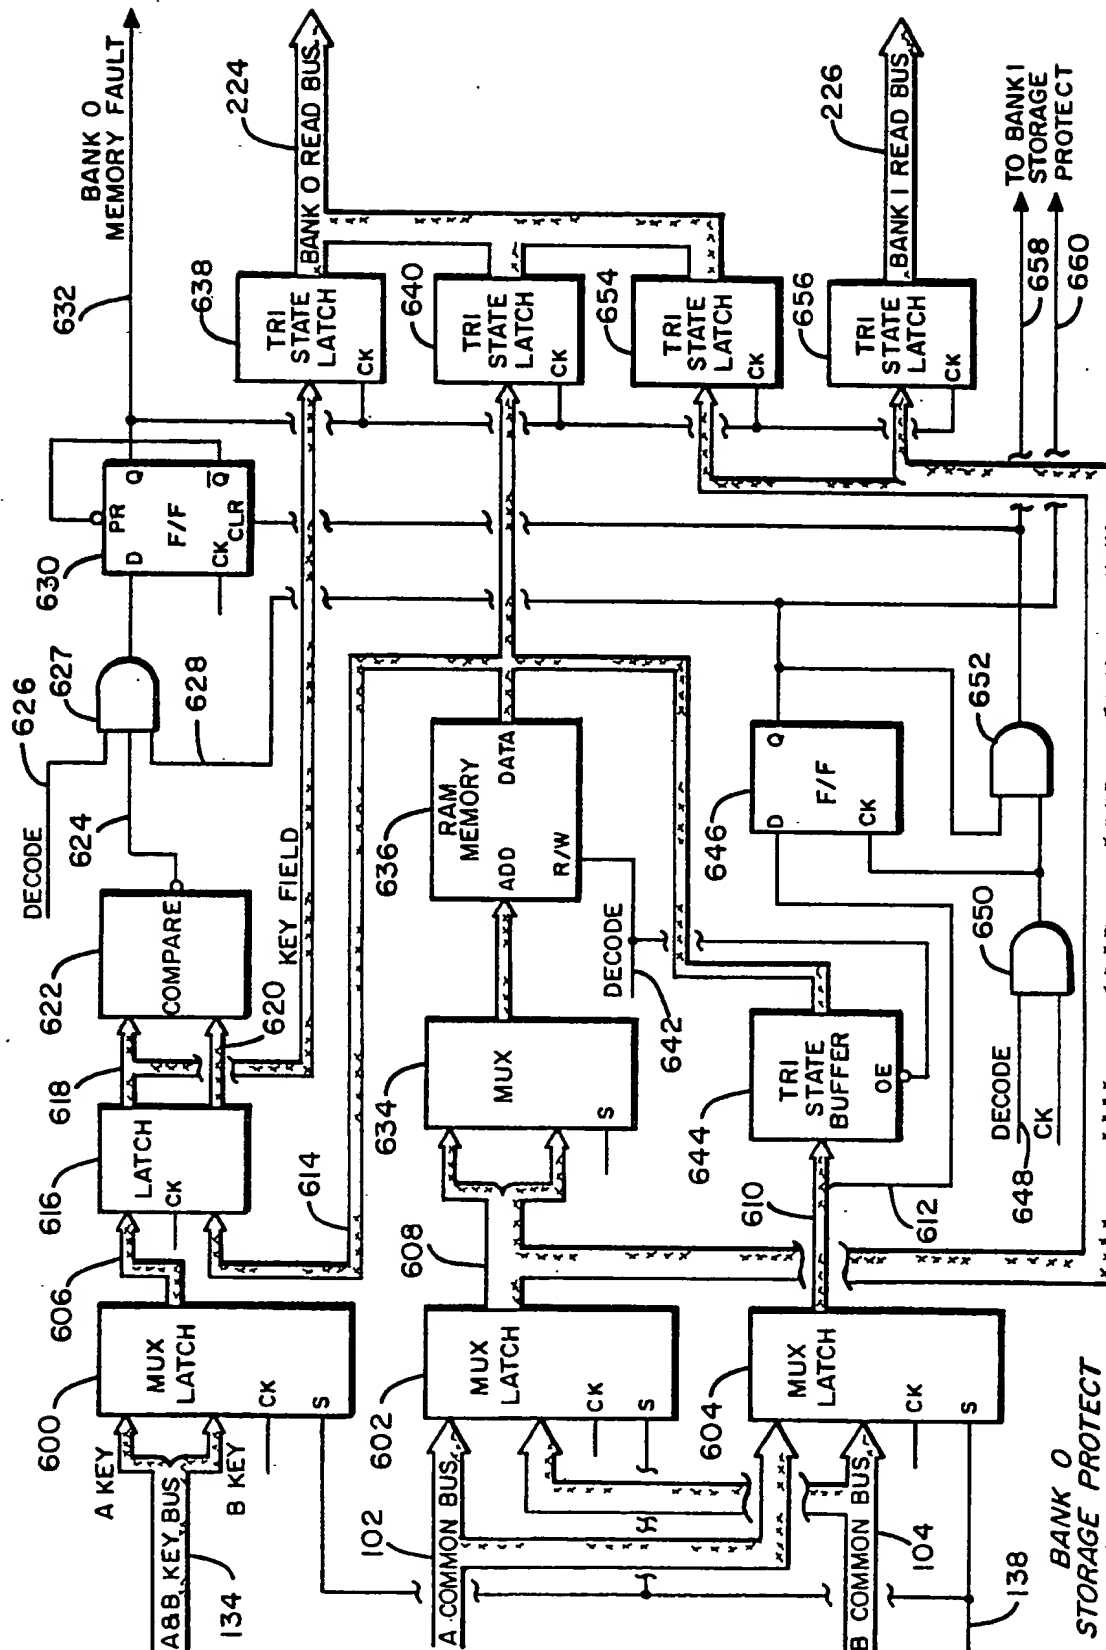 BANK 0
MEMORY FAULT
632
224
BANK 0 READ BUS
638
TRI
STATE
LATCH
CK
640
TRI
STATE
LATCH
CK
654
TRI
STATE
LATCH
CK
656
TRI
STATE
LATCH
CK
226
BANK 1 READ BUS
TO BANK 1
STORAGE
PROTECT
658
660
630
PR
D
Q
F/F
Q
CK
CLR
626
627
628
DECODE
624
KEY FIELD
622
COMPARE
620
618
616
LATCH
CK
614
636
RAM
MEMORY
ADD
DATA
R/W
634
MUX
S
DECODE
642
646
D
Q
F/F
CK
652
650
DECODE
CK
648
644
TRI
STATE
BUFFER
OE
610
612
608
606
600
MUX
LATCH
CK
S
602
MUX
LATCH
CK
S
604
MUX
LATCH
CK
S
A KEY
A&B KEY BUS
B KEY
134
102
A COMMON BUS
B COMMON BUS
104
138
BANK 0
STORAGE PROTECT